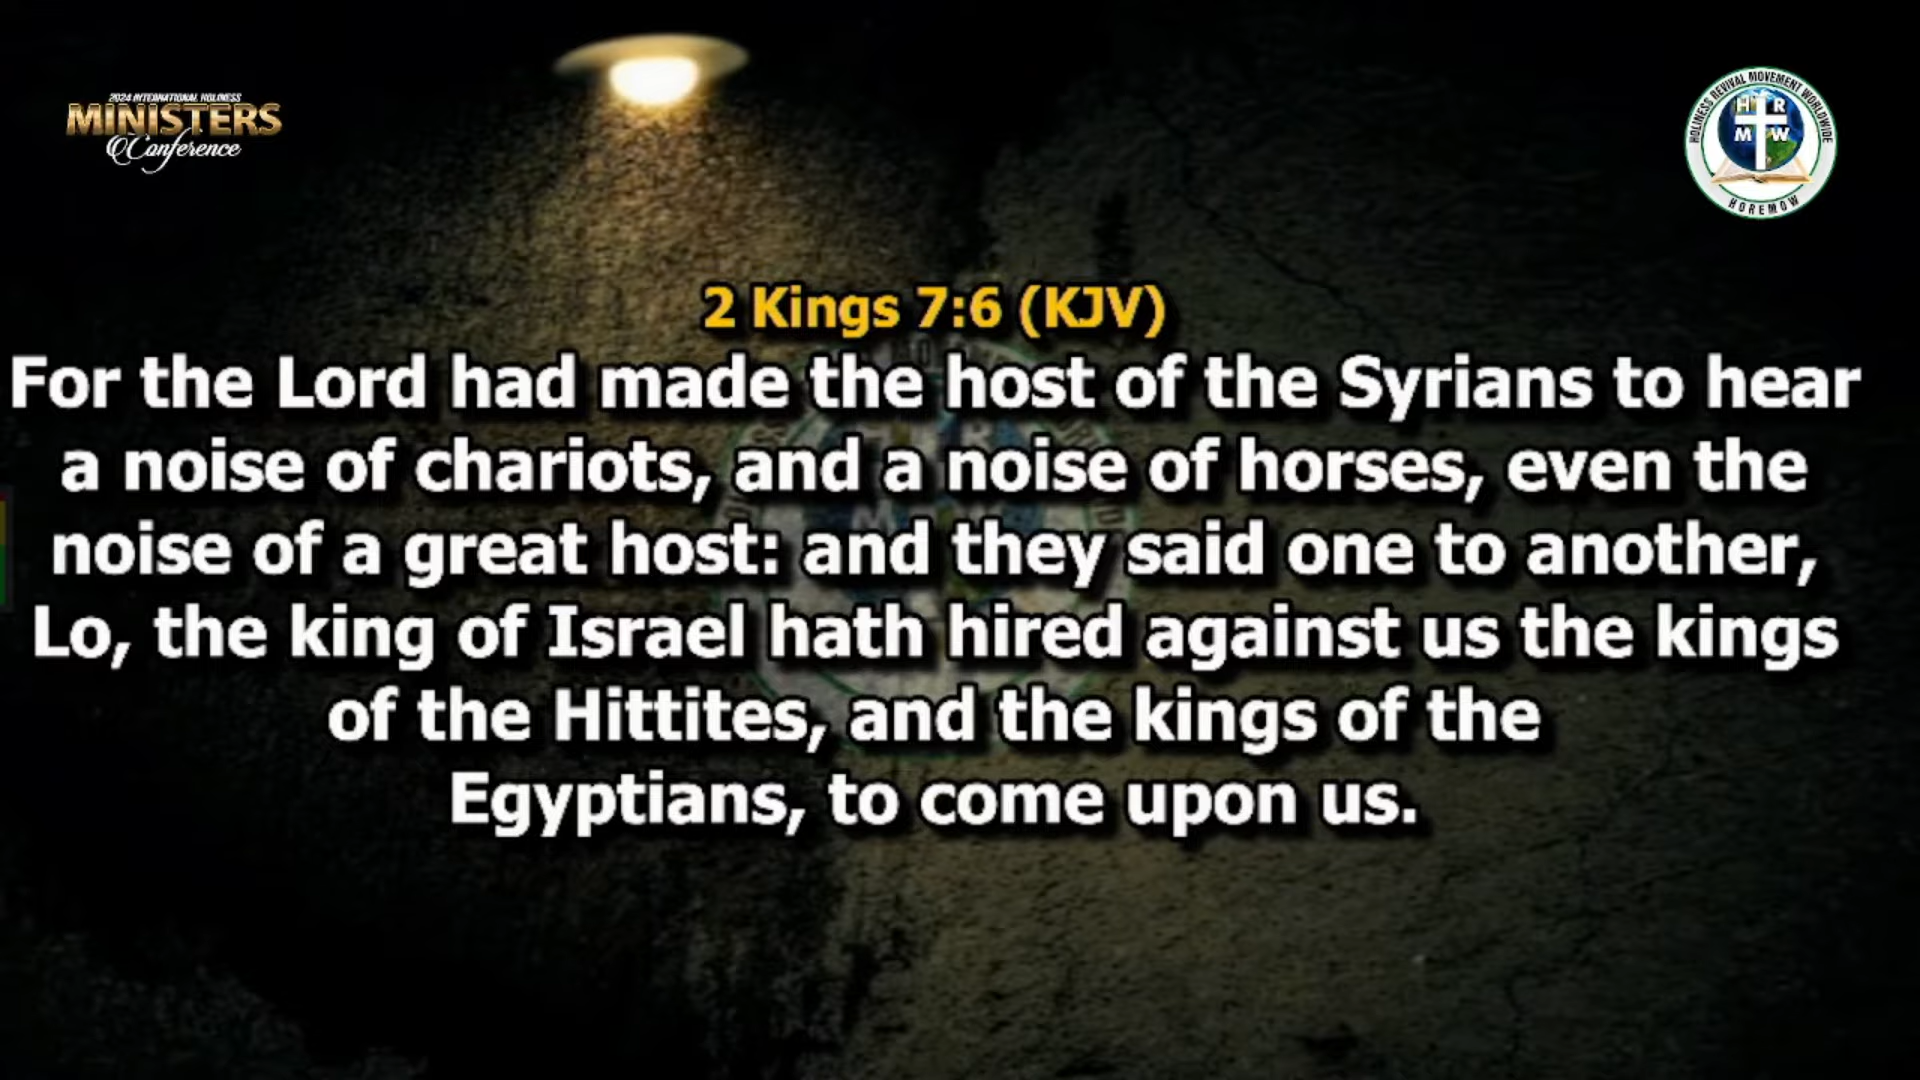 2024 INTERNATIONAL HOLINESS
MINISTERS
Conference
HOLINESS REVIVAL MOVEMENT WORLDWIDE
H R
M W
HOREMOW
2 Kings 7:6 (KJV)
For the Lord had made the host of the Syrians to hear
a noise of chariots, and a noise of horses, even the
noise of a great host: and they said one to another,
Lo, the king of Israel hath hired against us the kings
of the Hittites, and the kings of the
Egyptians, to come upon us.